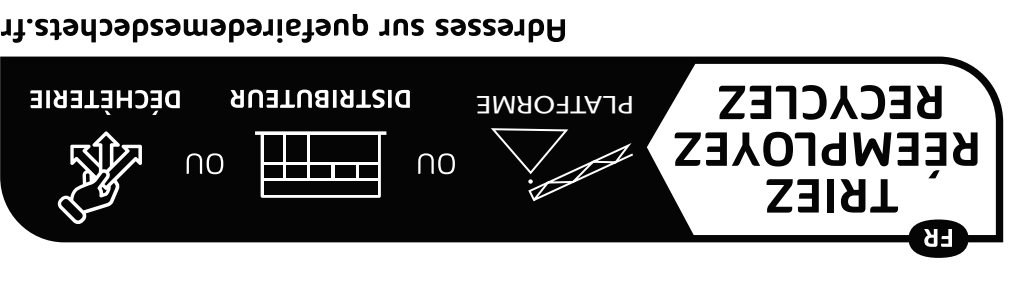 FR
TRIEZ
RÉEMPLOYEZ
RECYCLEZ
PLATFORME
OU
DISTRIBUTEUR
OU
DÉCHÈTERIE
Adresses sur quefairedemesdechets.fr